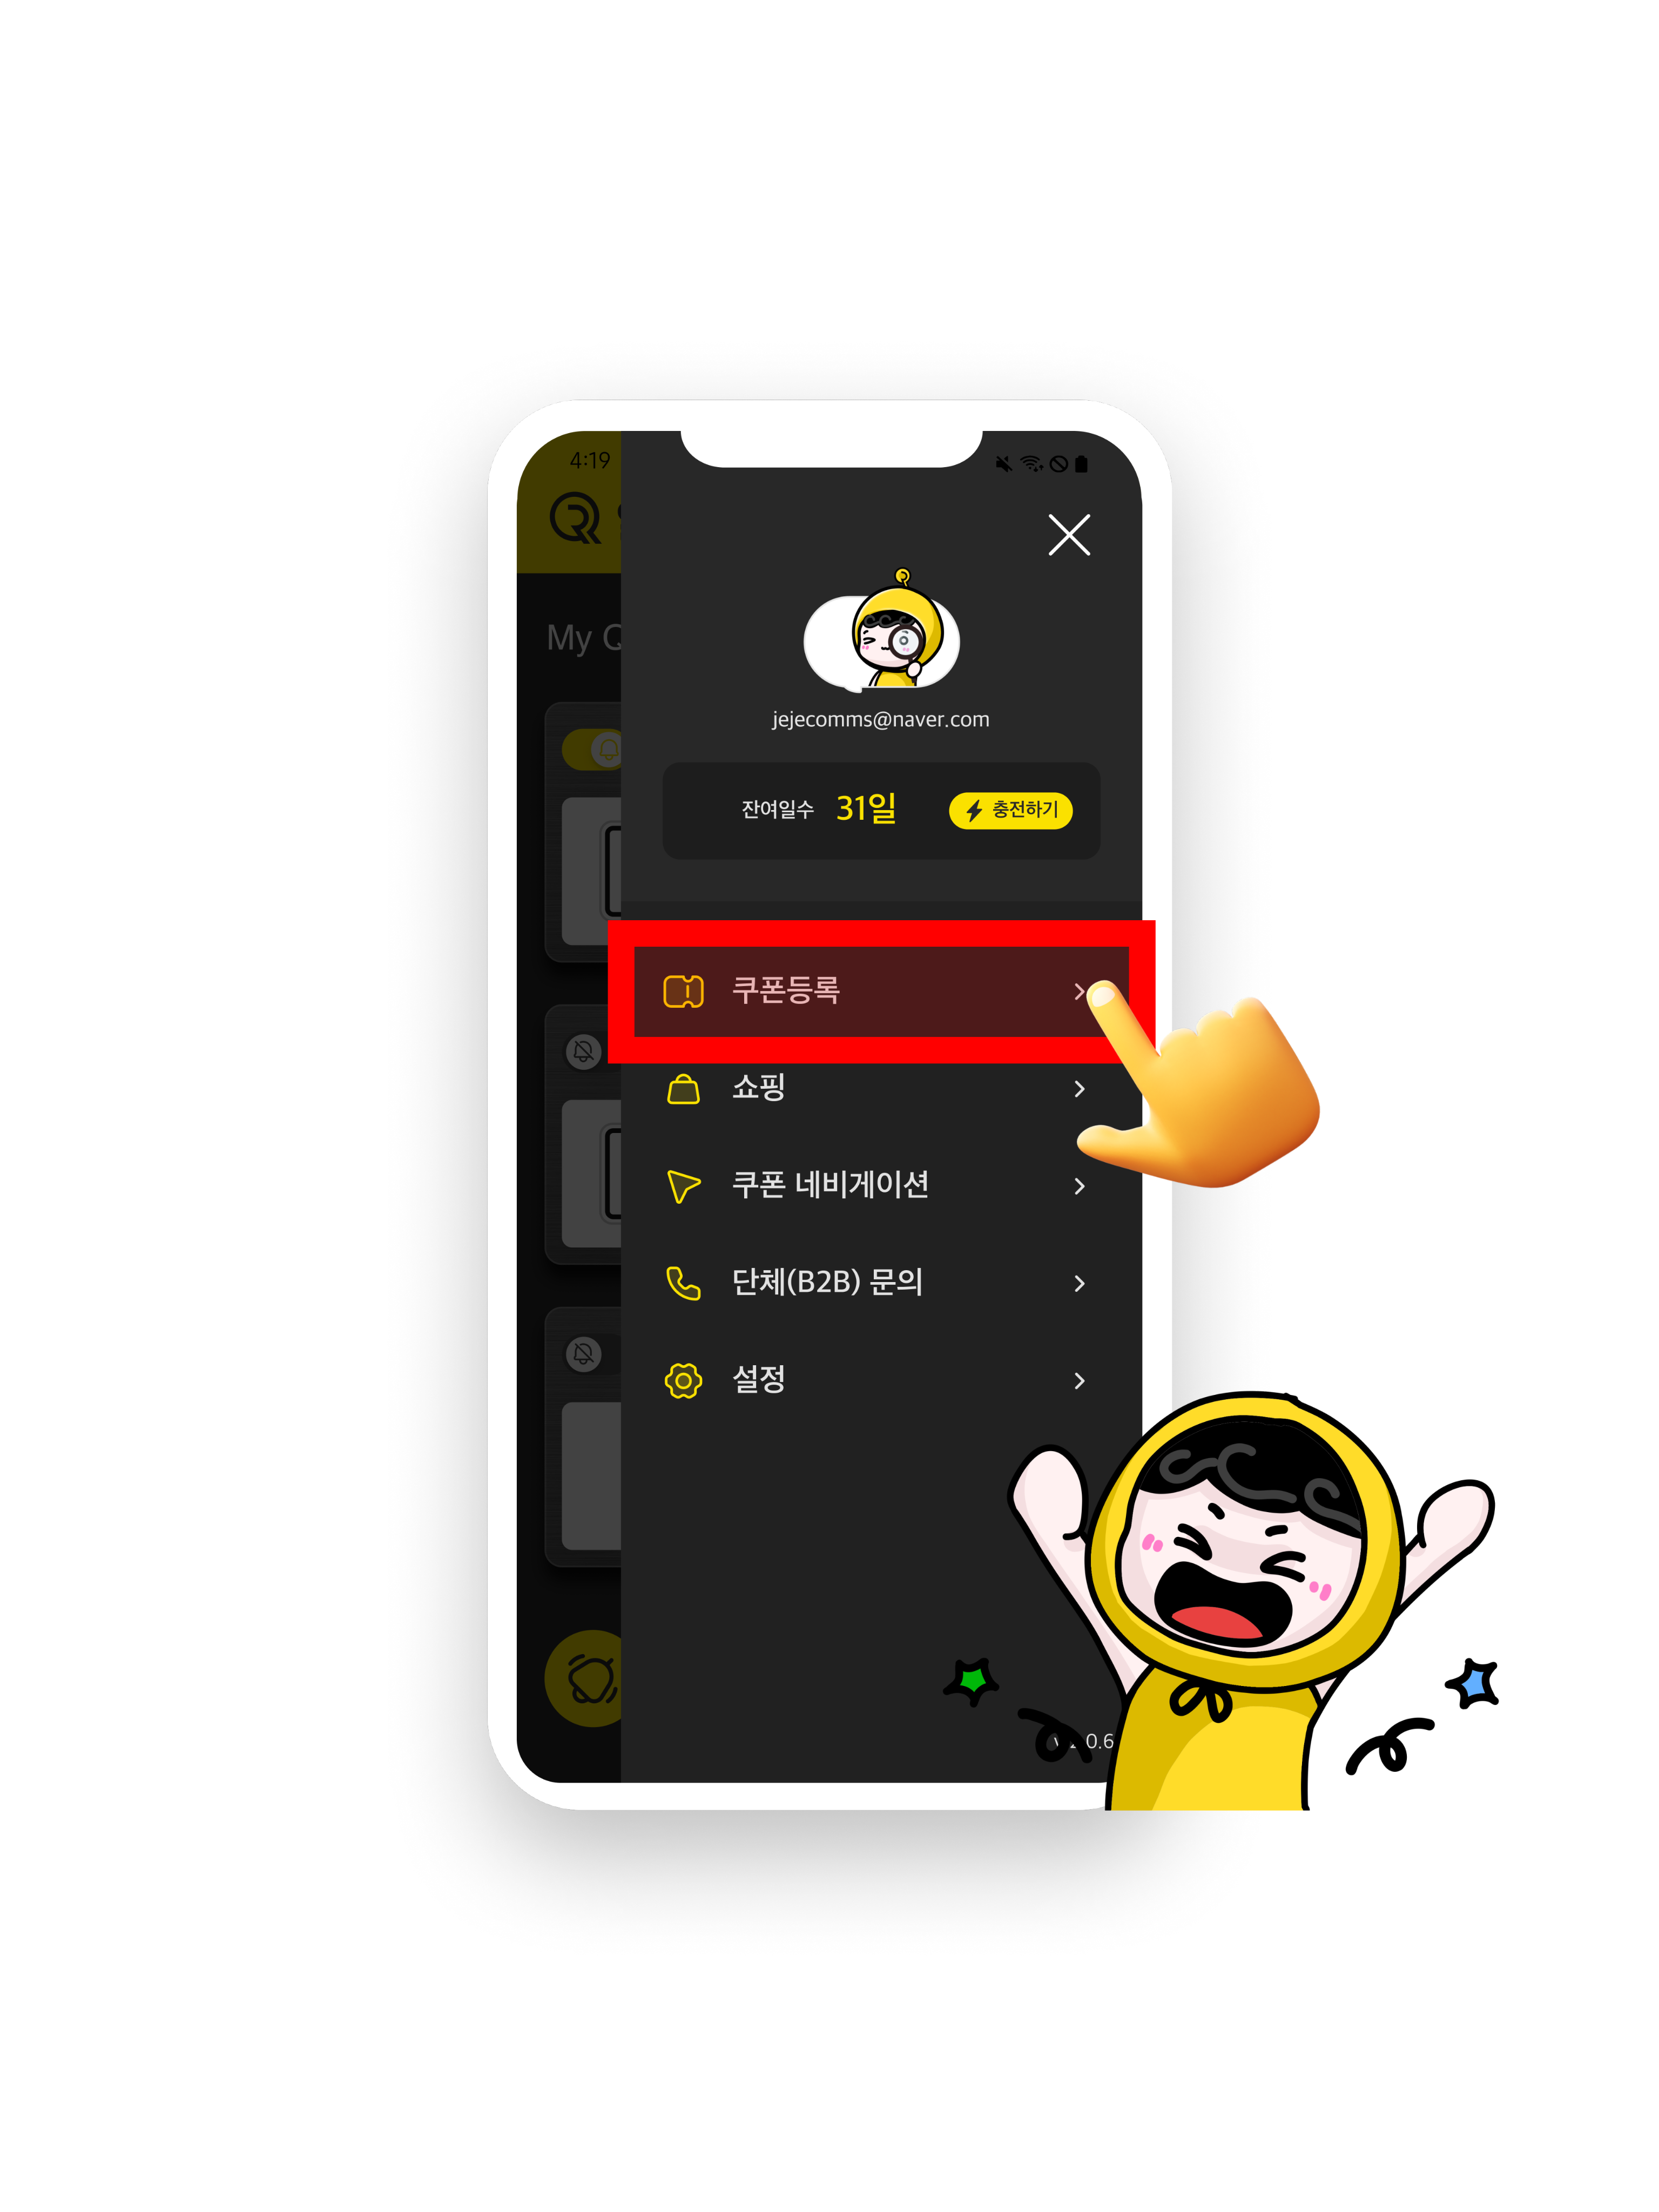 4:19
My
jejecomms@naver.com
잔여일수 31일 충전하기
쿠폰등록
쇼핑
쿠폰 네비게이션
단체(B2B) 문의
설정
0.6